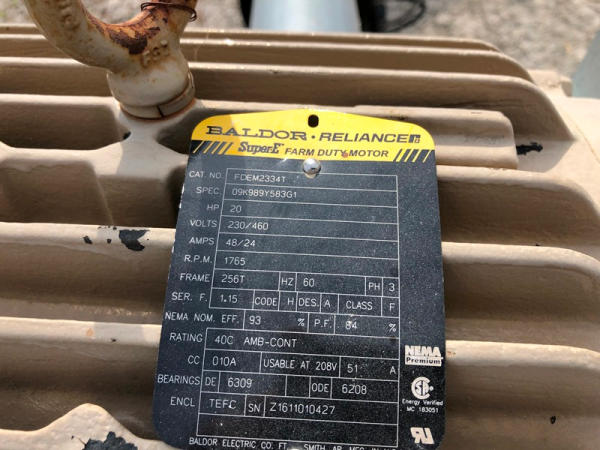 BALDOR · RELIANCE
Super-E FARM DUTY MOTOR
CAT. NO. FDEM2334T
SPEC. 09K989Y583G1
HP 20
VOLTS 230/460
AMPS 48/24
R.P.M. 1765
FRAME 256T HZ 60 PH 3
SER. F. 1.15 CODE H DES. A CLASS F
NEMA NOM. EFF. 93 % P.F. 84 %
RATING 40C AMB-CONT
CC 010A USABLE AT 208V 51 A
BEARINGS DE 6309 ODE 6208
ENCL TEFC SN Z1611010427
NEMA
Premium
Energy Verified
MC 183051
BALDOR ELECTRIC CO. FT. SMITH, AR.